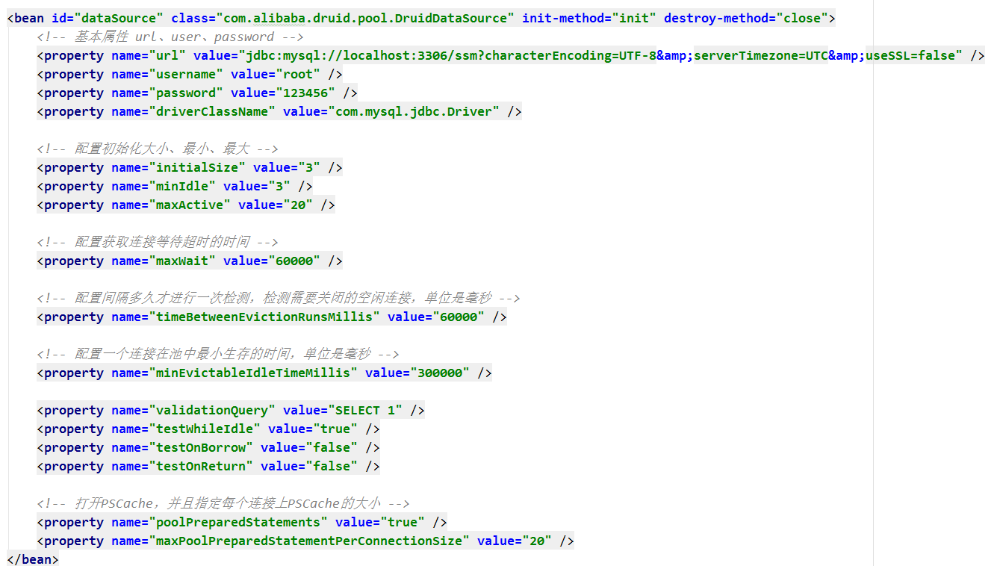 <bean id="dataSource" class="com.alibaba.druid.pool.DruidDataSource" init-method="init" destroy-method="close">
<!-- 基本属性 url、user、password -->
<property name="url" value="jdbc:mysql://localhost:3306/ssm?characterEncoding=UTF-8&amp;serverTimezone=UTC&amp;useSSL=false" />
<property name="username" value="root" />
<property name="password" value="123456" />
<property name="driverClassName" value="com.mysql.jdbc.Driver" />
<!-- 配置初始化大小、最小、最大 -->
<property name="initialSize" value="3" />
<property name="minIdle" value="3" />
<property name="maxActive" value="20" />
<!-- 配置获取连接等待超时的时间 -->
<property name="maxWait" value="60000" />
<!-- 配置间隔多久才进行一次检测，检测需要关闭的空闲连接，单位是毫秒 -->
<property name="timeBetweenEvictionRunsMillis" value="60000" />
<!-- 配置一个连接在池中最小生存的时间，单位是毫秒 -->
<property name="minEvictableIdleTimeMillis" value="300000" />
<property name="validationQuery" value="SELECT 1" />
<property name="testWhileIdle" value="true" />
<property name="testOnBorrow" value="false" />
<property name="testOnReturn" value="false" />
<!-- 打开PSCache，并且指定每个连接上PSCache的大小 -->
<property name="poolPreparedStatements" value="true" />
<property name="maxPoolPreparedStatementPerConnectionSize" value="20" />
</bean>